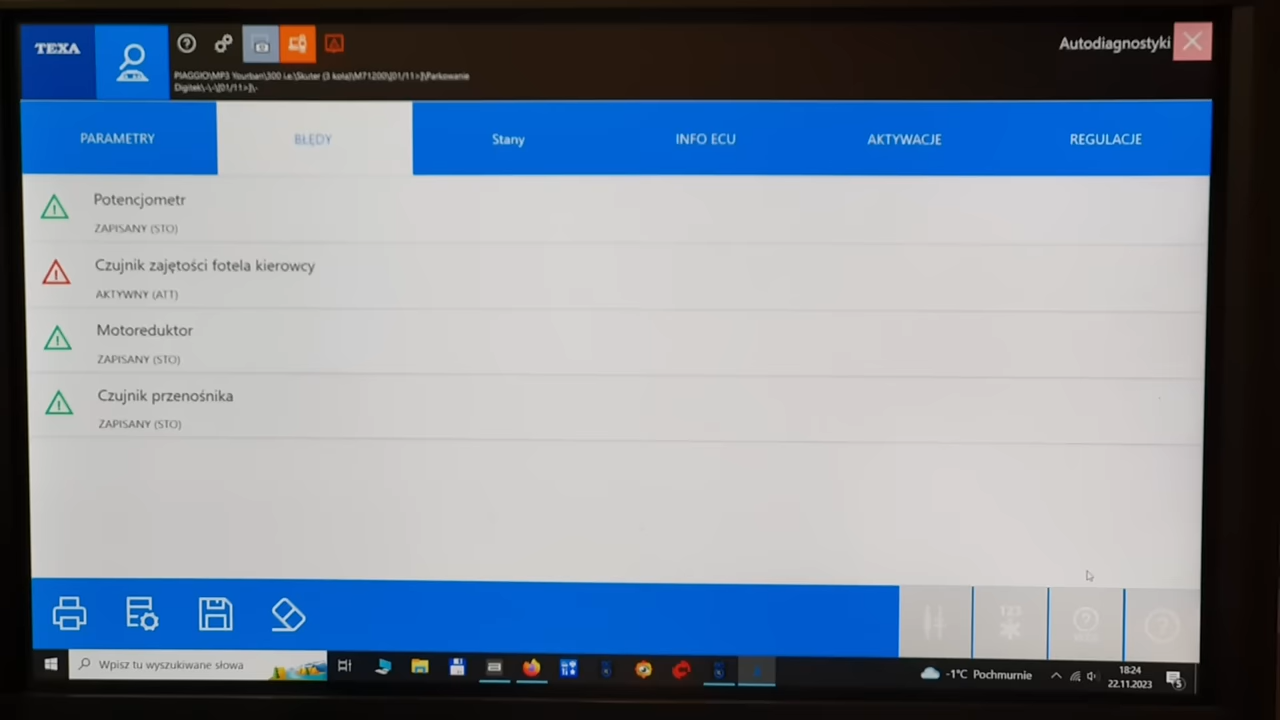 TEXA
Autodiagnostyki
PIAGGIO\MP3 Yourban\300 i.e.\Skuter (3 koła)\M71200\[01/11>]\Parkowanie
Digitek\-\-\[01/11>]\-
PARAMETRY
BŁĘDY
Stany
INFO ECU
AKTYWACJE
REGULACJE
Potencjometr
ZAPISANY (STO)
Czujnik zajętości fotela kierowcy
AKTYWNY (ATT)
Motoreduktor
ZAPISANY (STO)
Czujnik przenośnika
ZAPISANY (STO)
123
Wpisz tu wyszukiwane słowa
-1°C Pochmurnie
18:24
22.11.2023
5